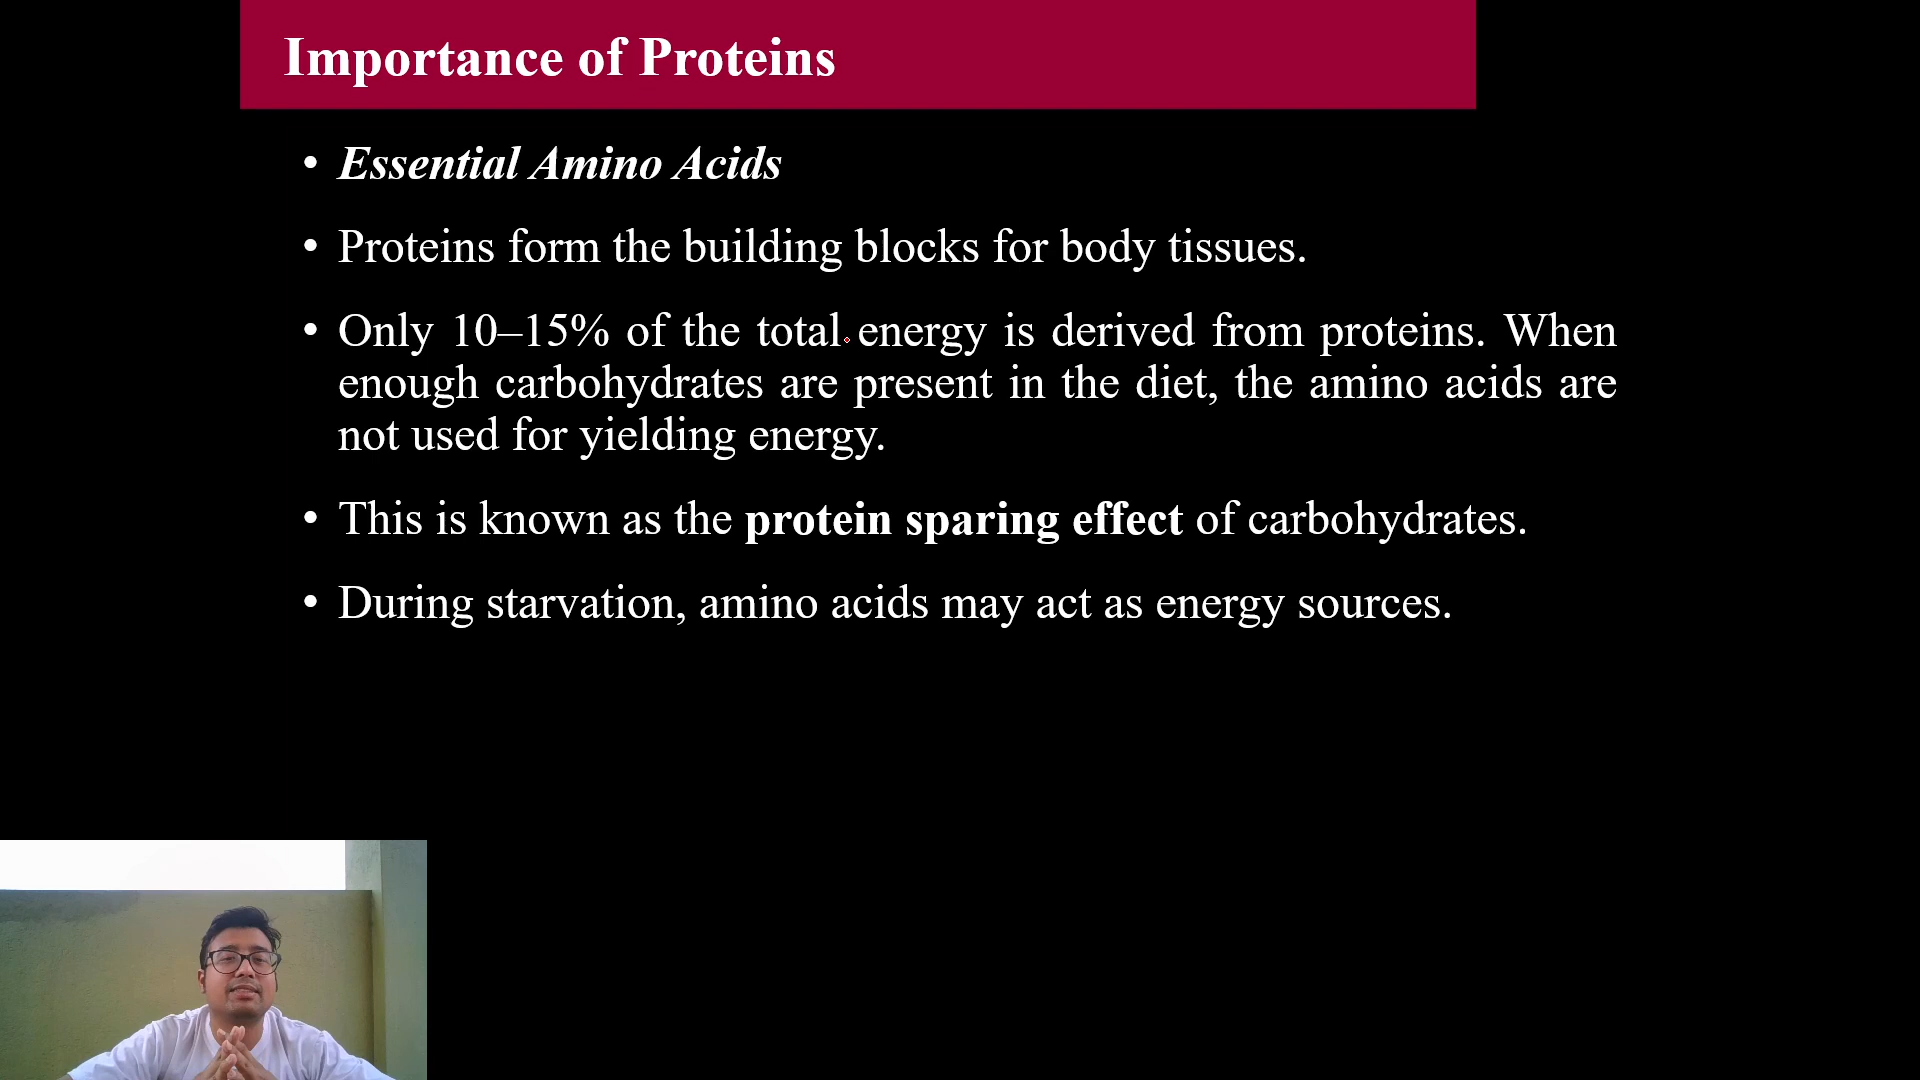 Importance of Proteins
• Essential Amino Acids
• Proteins form the building blocks for body tissues.
• Only 10–15% of the total energy is derived from proteins. When
enough carbohydrates are present in the diet, the amino acids are
not used for yielding energy.
• This is known as the protein sparing effect of carbohydrates.
• During starvation, amino acids may act as energy sources.